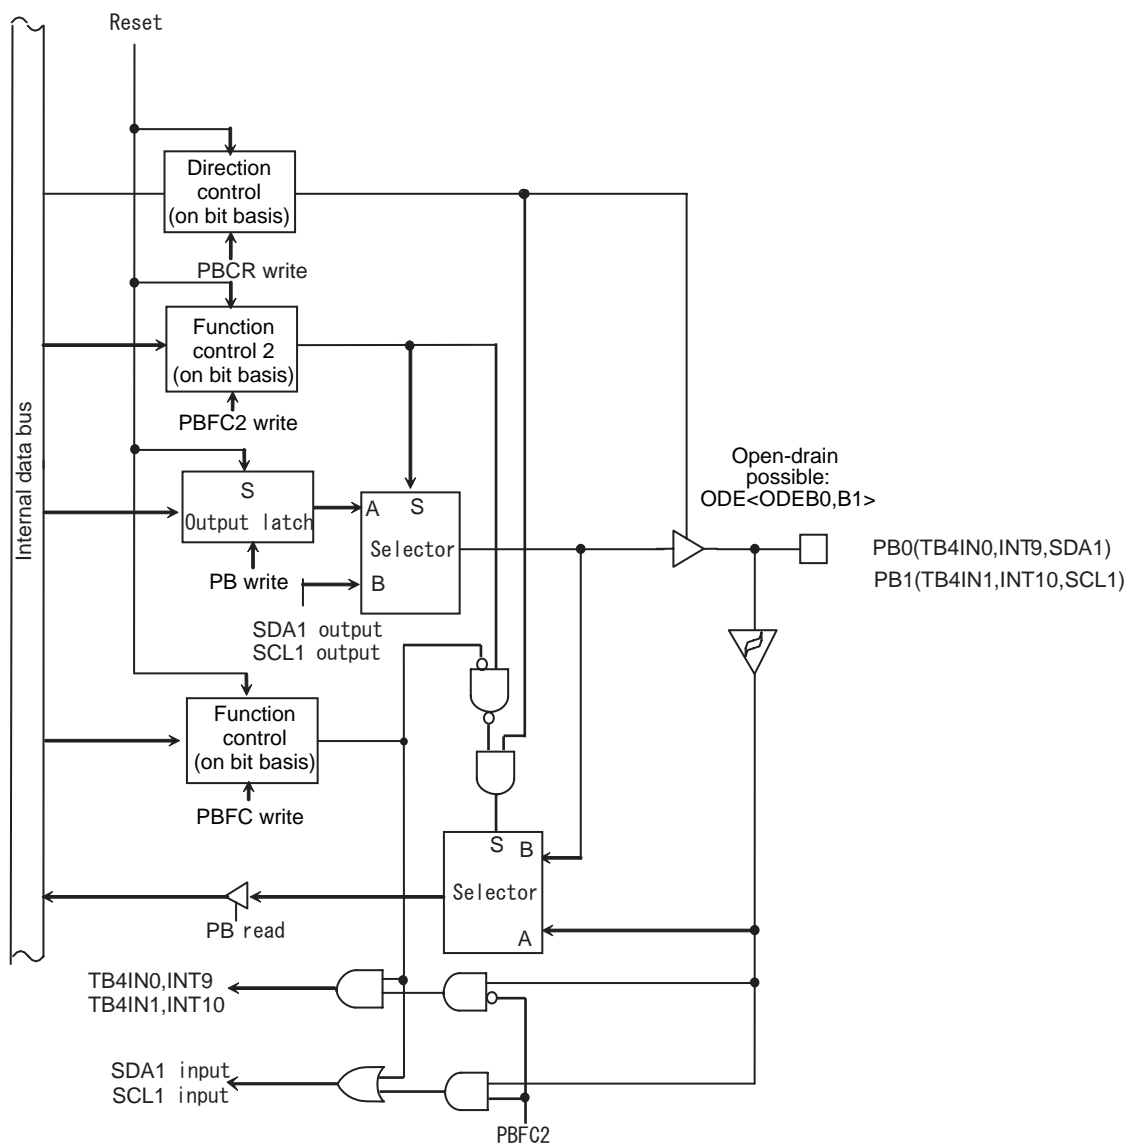 Reset
Internal data bus
Direction
control
(on bit basis)
PBCR write
Function
control 2
(on bit basis)
PBFC2 write
S
Output latch
PB write
A
S
Selector
B
SDA1 output
SCL1 output
Open-drain
possible:
ODE<ODEB0,B1>
PB0(TB4IN0,INT9,SDA1)
PB1(TB4IN1,INT10,SCL1)
Function
control
(on bit basis)
PBFC write
S
B
Selector
A
PB read
TB4IN0,INT9
TB4IN1,INT10
SDA1 input
SCL1 input
PBFC2